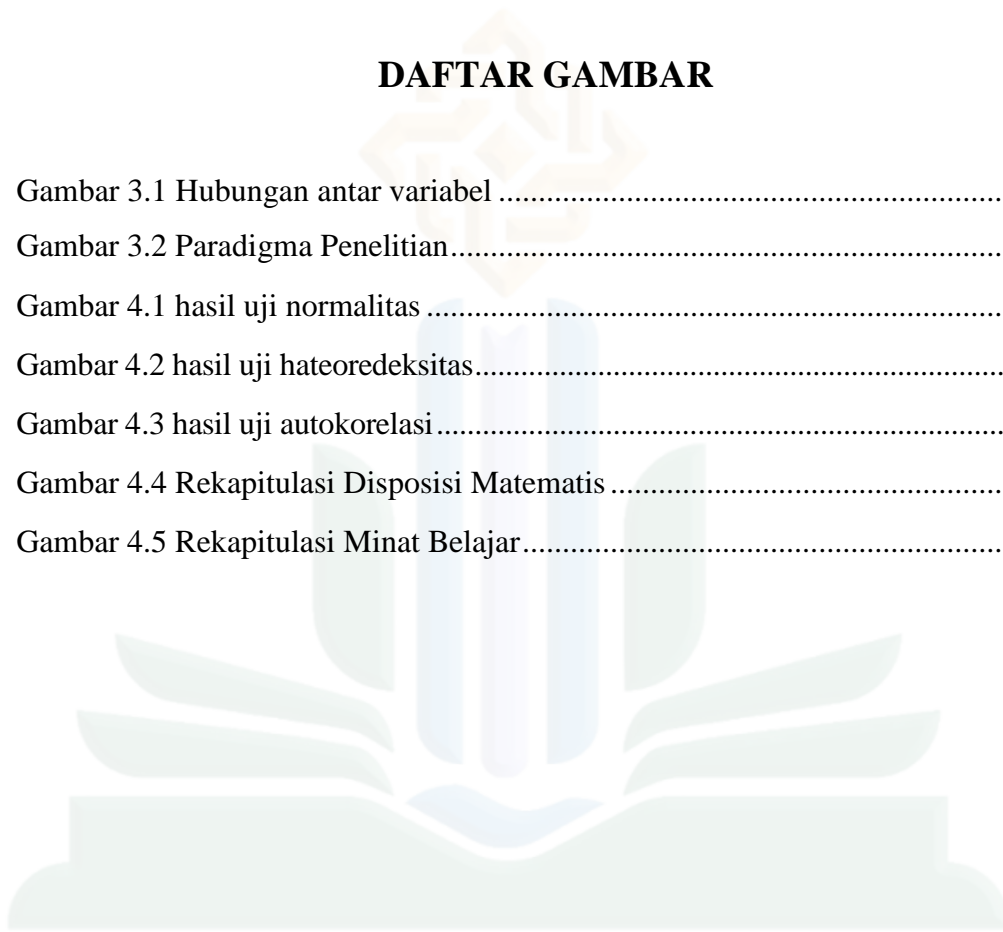 DAFTAR GAMBAR
Gambar 3.1 Hubungan antar variabel ................................................................
Gambar 3.2 Paradigma Penelitian.......................................................................
Gambar 4.1 hasil uji normalitas ..........................................................................
Gambar 4.2 hasil uji hateoredeksitas....................................................................
Gambar 4.3 hasil uji autokorelasi.........................................................................
Gambar 4.4 Rekapitulasi Disposisi Matematis ...................................................
Gambar 4.5 Rekapitulasi Minat Belajar..............................................................